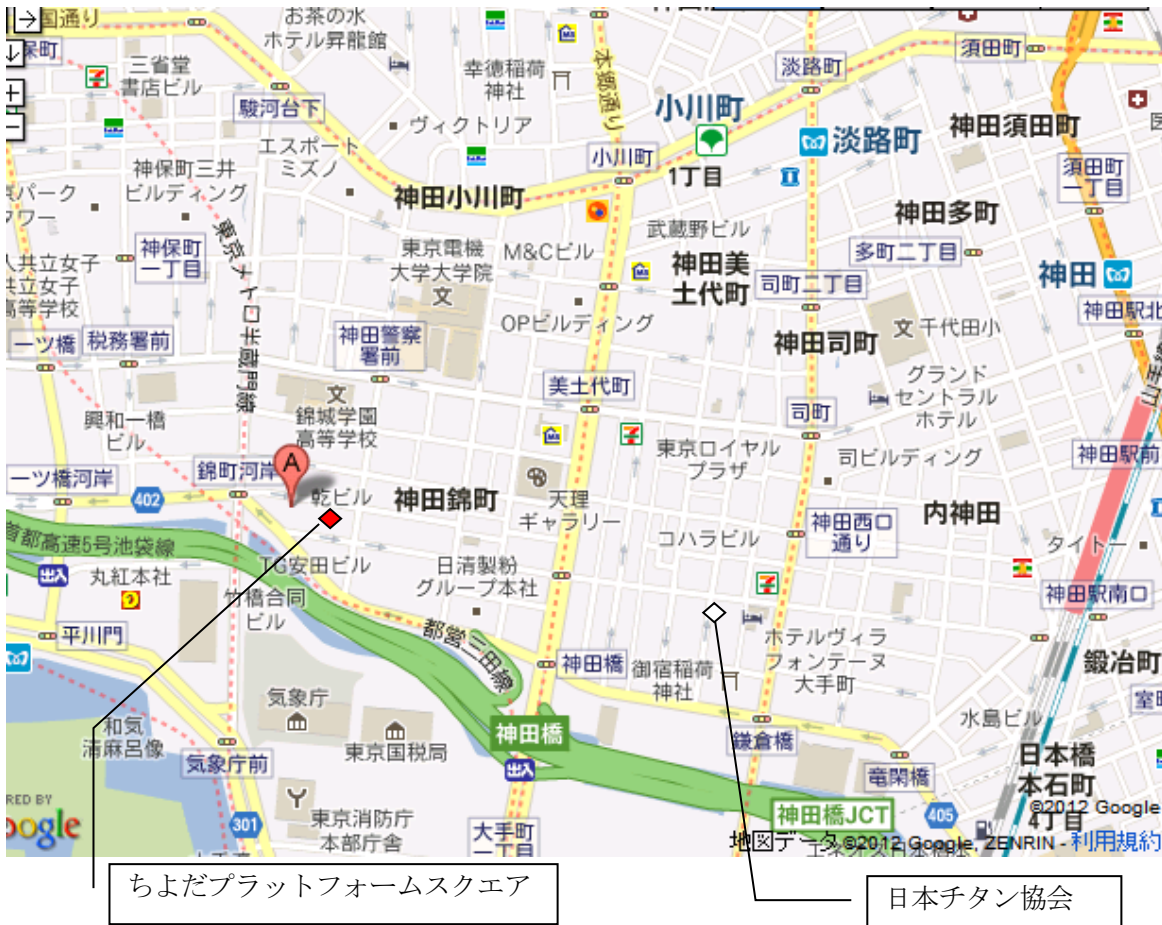 国通り
お茶の水
ホテル昇龍館
本郷通り
須田町
保町
三省堂
書店ビル
幸徳稲荷
神社
淡路町
小川町
駿河台下
ヴィクトリア
淡路町
神田須田町
エスポート
ミズノ
小川町
1丁目
須田町
一丁目
神保町三井
ビルディング
神田小川町
神田多町
パーク
タワー
武蔵野ビル
東京メトロ半蔵門線
神保町
一丁目
東京電機
大学大学院
M&Cビル
神田美
土代町
多町二丁目
神田
人共立女子
共立女子
高等学校
司町二丁目
OPビルディング
神田駅北
千代田小
一ツ橋
税務署前
神田警察
署前
神田司町
美土代町
グランド
セントラル
ホテル
錦城学園
高等学校
興和一橋
ビル
司町
東京ロイヤル
プラザ
司ビルディング
神田駅前
A
一ツ橋河岸
錦町河岸
402
乾ビル
神田錦町
天理
ギャラリー
内神田
神田西口
通り
コハラビル
タイトー
首都高速5号池袋線
出入
丸紅本社
TG安田ビル
日清製粉
グループ本社
竹橋合同
ビル
神田駅南口
平川門
都営三田線
神田橋
御宿稲荷
神社
ホテルヴィラ
フォンテーヌ
大手町
鍛冶町
気象庁
室町
和気
清麻呂像
東京国税局
神田橋
鎌倉橋
水島ビル
日本橋
本石町
4丁目
気象庁前
出入
竜閑橋
301
東京消防庁
本部庁舎
大手町
一丁目
神田橋JCT
405
©2012 Google
地図データ ©2012 Google, ZENRIN - 利用規約
ちよだプラットフォームスクエア
日本チタン協会